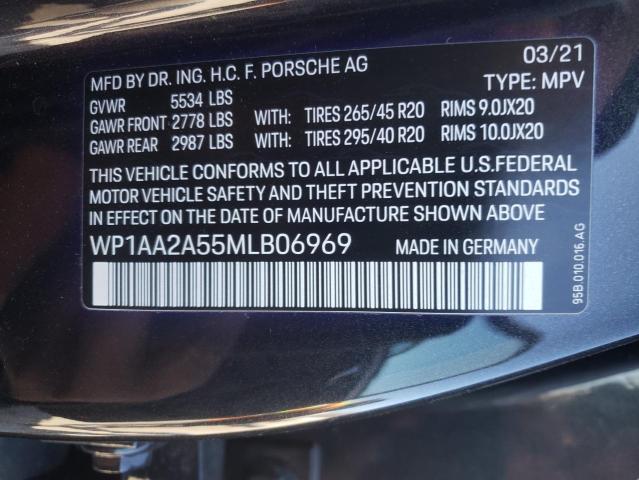 MFD BY DR. ING. H.C. F. PORSCHE AG 03/21
GVWR 5534 LBS TYPE: MPV
GAWR FRONT 2778 LBS WITH: TIRES 265/45 R20 RIMS 9.0JX20
GAWR REAR 2987 LBS WITH: TIRES 295/40 R20 RIMS 10.0JX20
THIS VEHICLE CONFORMS TO ALL APPLICABLE U.S.FEDERAL
MOTOR VEHICLE SAFETY AND THEFT PREVENTION STANDARDS
IN EFFECT ON THE DATE OF MANUFACTURE SHOWN ABOVE
WP1AA2A55MLB06969 MADE IN GERMANY
95B.010.016.AG